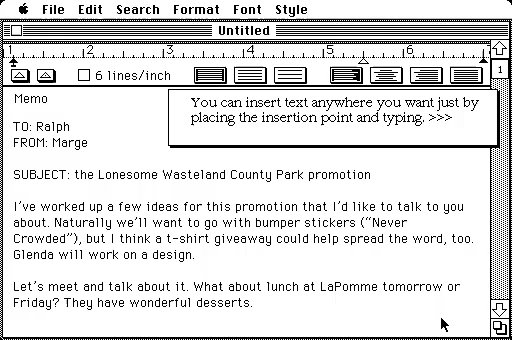 File Edit Search Format Font Style
Untitled
1 2 3 4 5 6 7
6 lines/inch
1
You can insert text anywhere you want just by
placing the insertion point and typing. >>>
Memo
TO: Ralph
FROM: Marge
SUBJECT: the Lonesome Wasteland County Park promotion
I've worked up a few ideas for this promotion that I'd like to talk to you
about. Naturally we'll want to go with bumper stickers (“Never
Crowded”), but I think a t-shirt giveaway could help spread the word, too.
Glenda will work on a design.
Let's meet and talk about it. What about lunch at LaPomme tomorrow or
Friday? They have wonderful desserts.